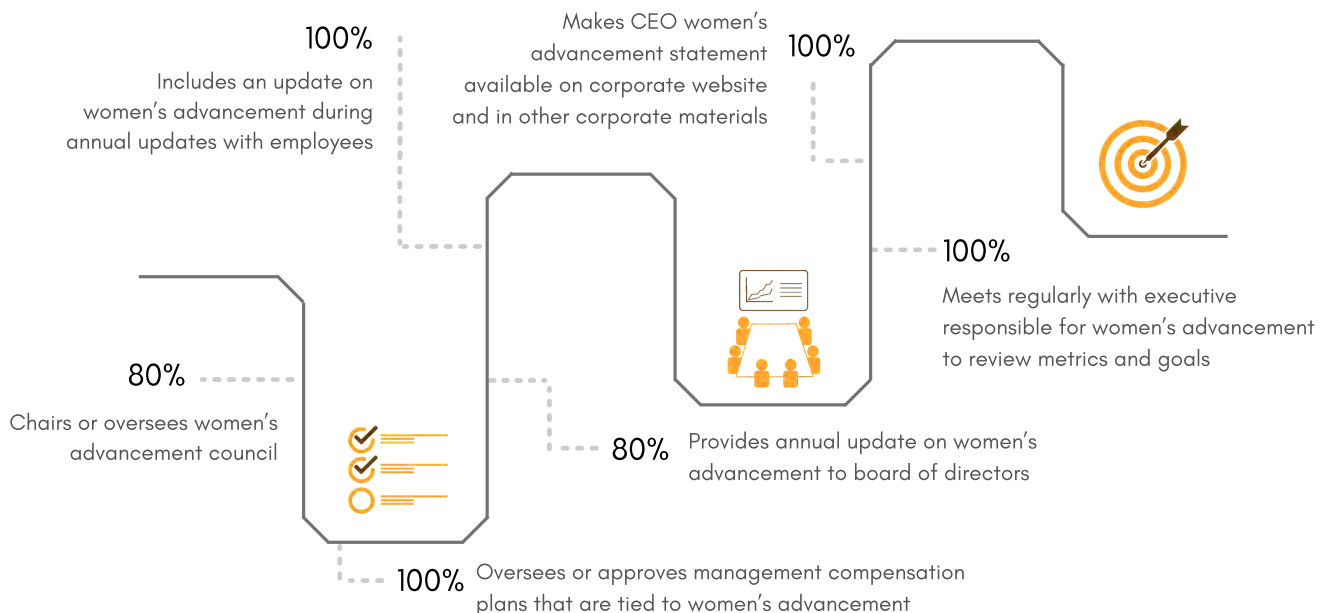 80%
Chairs or oversees women's
advancement council
100%
Oversees or approves management compensation
plans that are tied to women's advancement
80%
Provides annual update on women's
advancement to board of directors
100%
Includes an update on
women's advancement during
annual updates with employees
100%
Makes CEO women's
advancement statement
available on corporate website
and in other corporate materials
100%
Meets regularly with executive
responsible for women's advancement
to review metrics and goals